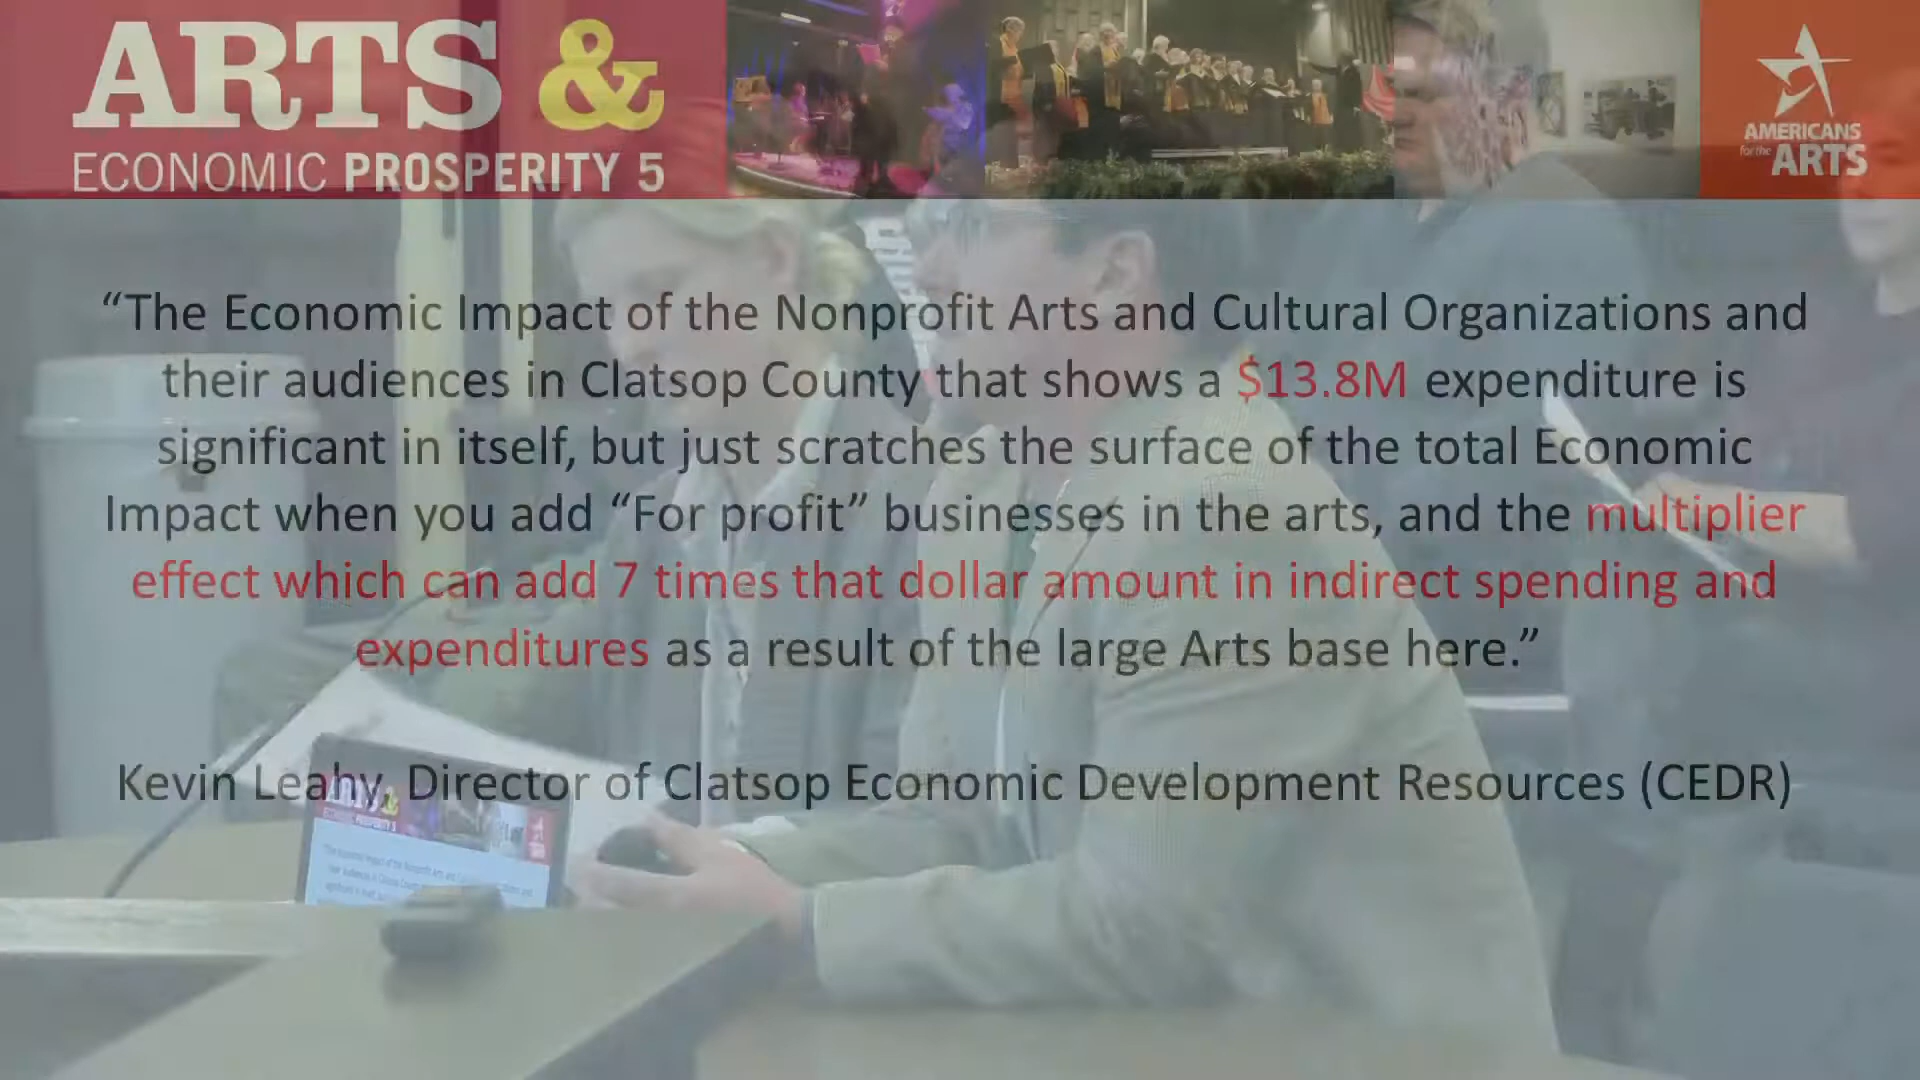 ARTS &
ECONOMIC PROSPERITY 5
AMERICANS
for the
ARTS
“The Economic Impact of the Nonprofit Arts and Cultural Organizations and
their audiences in Clatsop County that shows a $13.8M expenditure is
significant in itself, but just scratches the surface of the total Economic
Impact when you add “For profit” businesses in the arts, and the multiplier
effect which can add 7 times that dollar amount in indirect spending and
expenditures as a result of the large Arts base here.”
Kevin Leahy, Director of Clatsop Economic Development Resources (CEDR)